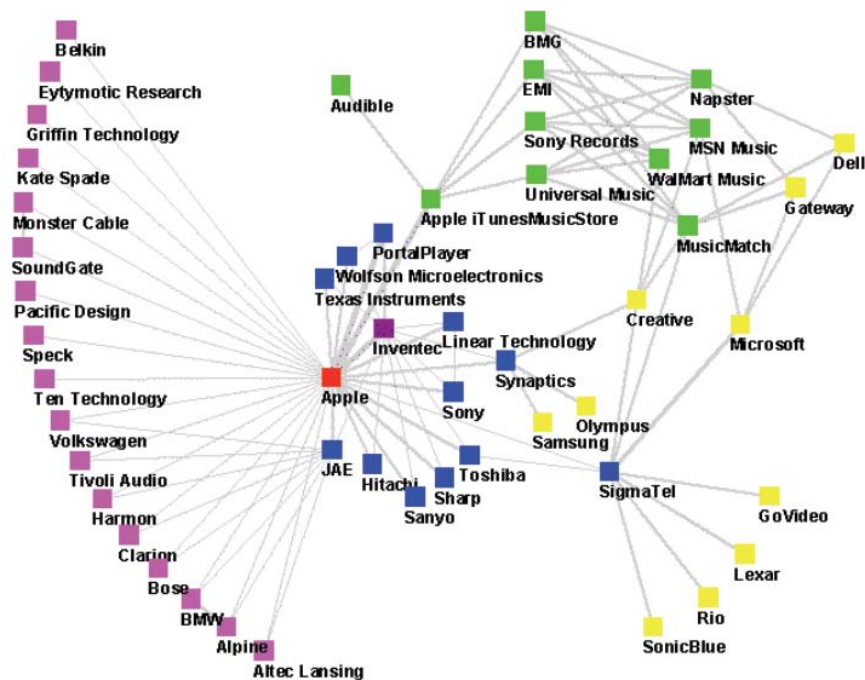 Belkin
Eytymotic Research
Griffin Technology
Kate Spade
Monster Cable
SoundGate
Pacific Design
Speck
Ten Technology
Volkswagen
Tivoli Audio
Harmon
Clarion
Bose
BMW
Alpine
Altec Lansing
Audible
BMG
EMI
Sony Records
Universal Music
Apple iTunesMusicStore
Napster
MSN Music
WalMart Music
MusicMatch
Dell
Gateway
Creative
Microsoft
PortalPlayer
Wolfson Microelectronics
Texas Instruments
Inventec
Linear Technology
Apple
Synaptics
Sony
Olympus
Samsung
JAE
Hitachi
Sanyo
Sharp
Toshiba
SigmaTel
GoVideo
Lexar
Rio
SonicBlue